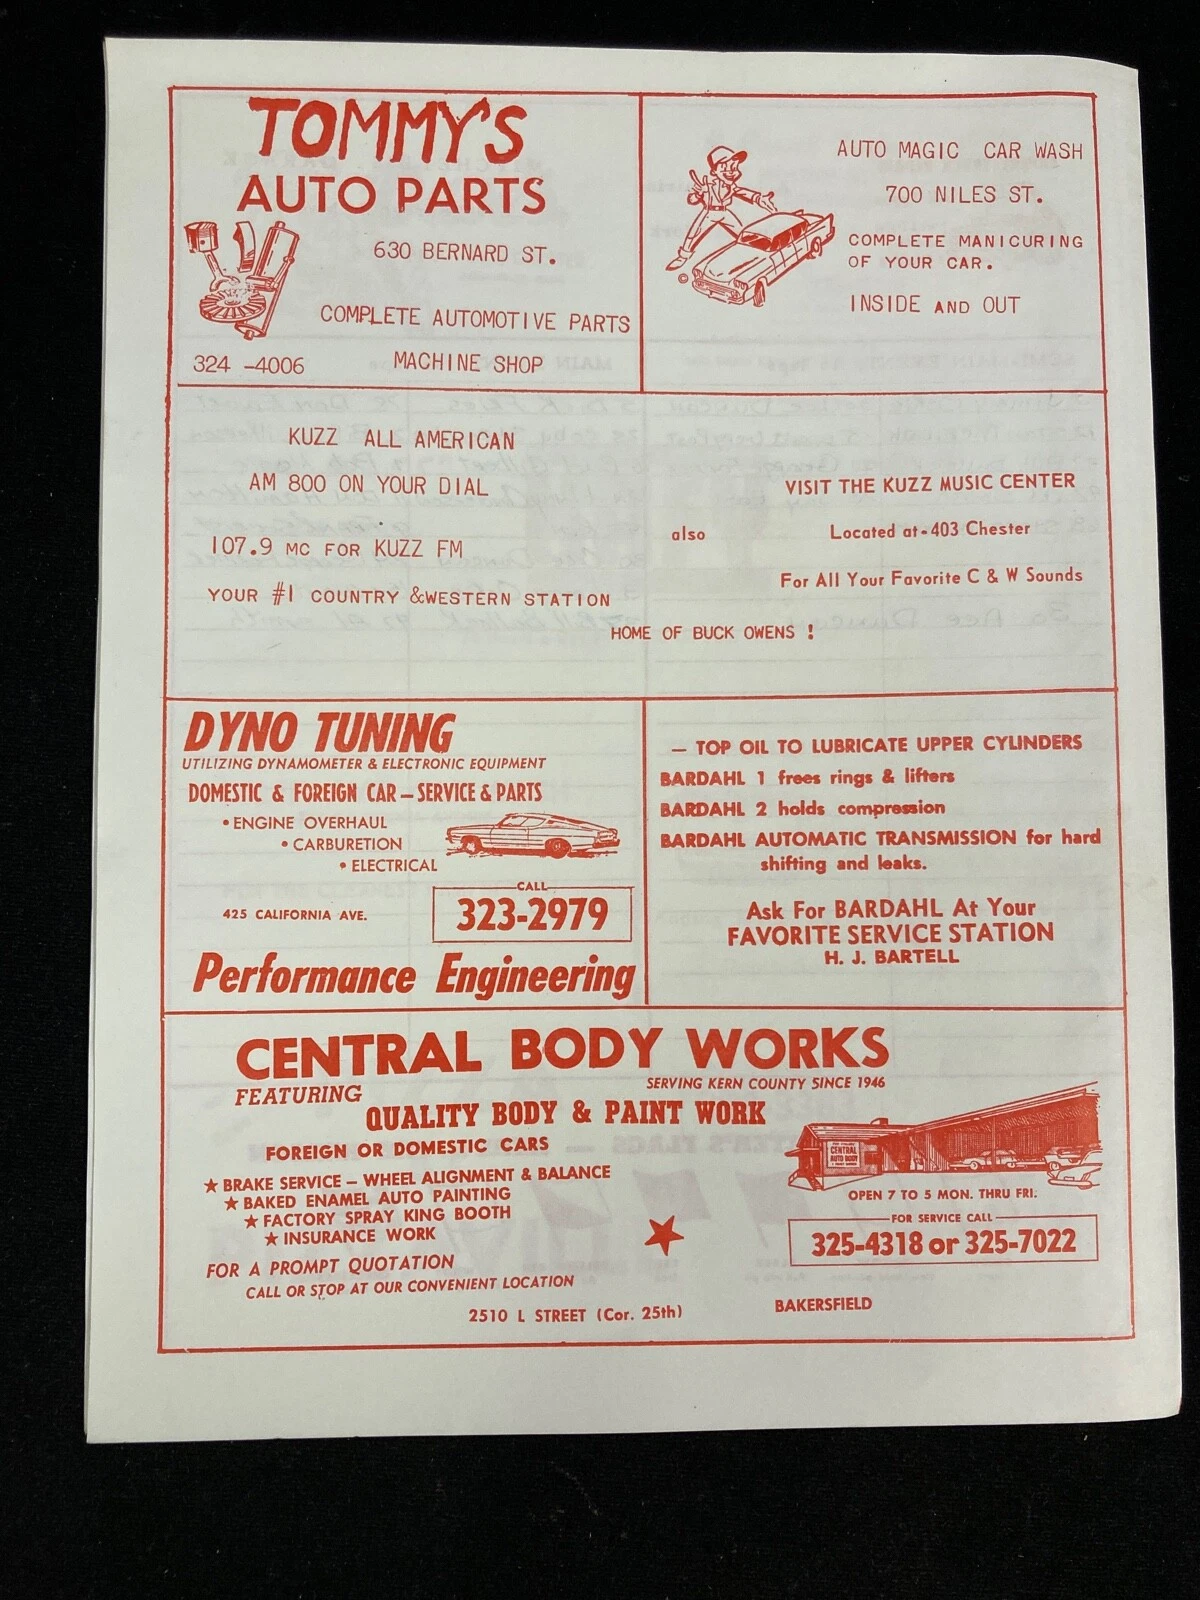 TOMMY'S
AUTO PARTS
630 BERNARD ST.
COMPLETE AUTOMOTIVE PARTS
324 -4006
MACHINE SHOP
AUTO MAGIC CAR WASH
700 NILES ST.
COMPLETE MANICURING
OF YOUR CAR.
INSIDE AND OUT
©
KUZZ ALL AMERICAN
AM 800 ON YOUR DIAL
107.9 MC FOR KUZZ FM
YOUR #1 COUNTRY &WESTERN STATION
also
VISIT THE KUZZ MUSIC CENTER
Located at-403 Chester
For All Your Favorite C & W Sounds
HOME OF BUCK OWENS !
DYNO TUNING
UTILIZING DYNAMOMETER & ELECTRONIC EQUIPMENT
DOMESTIC & FOREIGN CAR – SERVICE & PARTS
• ENGINE OVERHAUL
• CARBURETION
• ELECTRICAL
CALL
425 CALIFORNIA AVE.
323-2979
Performance Engineering
— TOP OIL TO LUBRICATE UPPER CYLINDERS
BARDAHL 1 frees rings & lifters
BARDAHL 2 holds compression
BARDAHL AUTOMATIC TRANSMISSION for hard
shifting and leaks.
Ask For BARDAHL At Your
FAVORITE SERVICE STATION
H. J. BARTELL
CENTRAL BODY WORKS
SERVING KERN COUNTY SINCE 1946
FEATURING
QUALITY BODY & PAINT WORK
FOREIGN OR DOMESTIC CARS
★ BRAKE SERVICE – WHEEL ALIGNMENT & BALANCE
★ BAKED ENAMEL AUTO PAINTING
★ FACTORY SPRAY KING BOOTH
★ INSURANCE WORK
FOR A PROMPT QUOTATION
CALL OR STOP AT OUR CONVENIENT LOCATION
2510 L STREET (Cor. 25th)
CENTRAL
AUTO BODY
OPEN 7 TO 5 MON. THRU FRI.
FOR SERVICE CALL
325-4318 or 325-7022
BAKERSFIELD